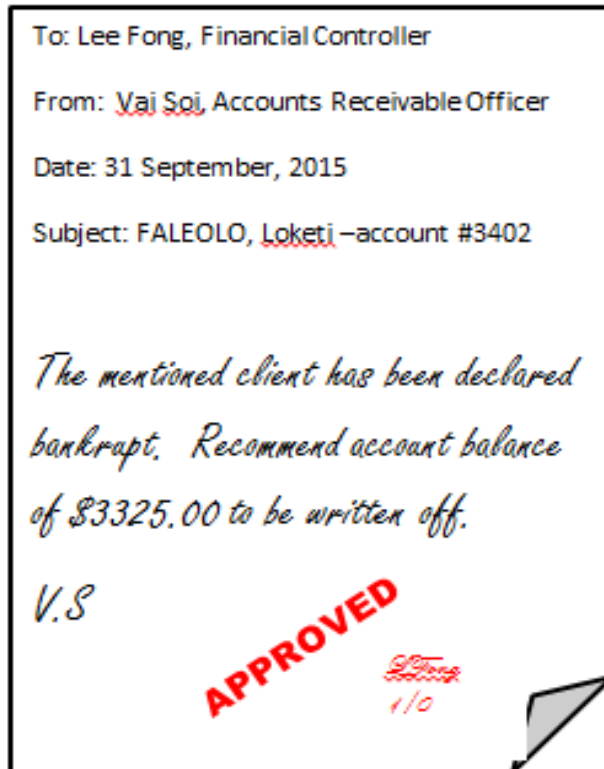 To: Lee Fong, Financial Controller
From: Vai Soi, Accounts Receivable Officer
Date: 31 September, 2015
Subject: FALEOLO, Loketi –account #3402
The mentioned client has been declared
bankrupt. Recommend account balance
of $3325.00 to be written off.
V.S
APPROVED
1/0